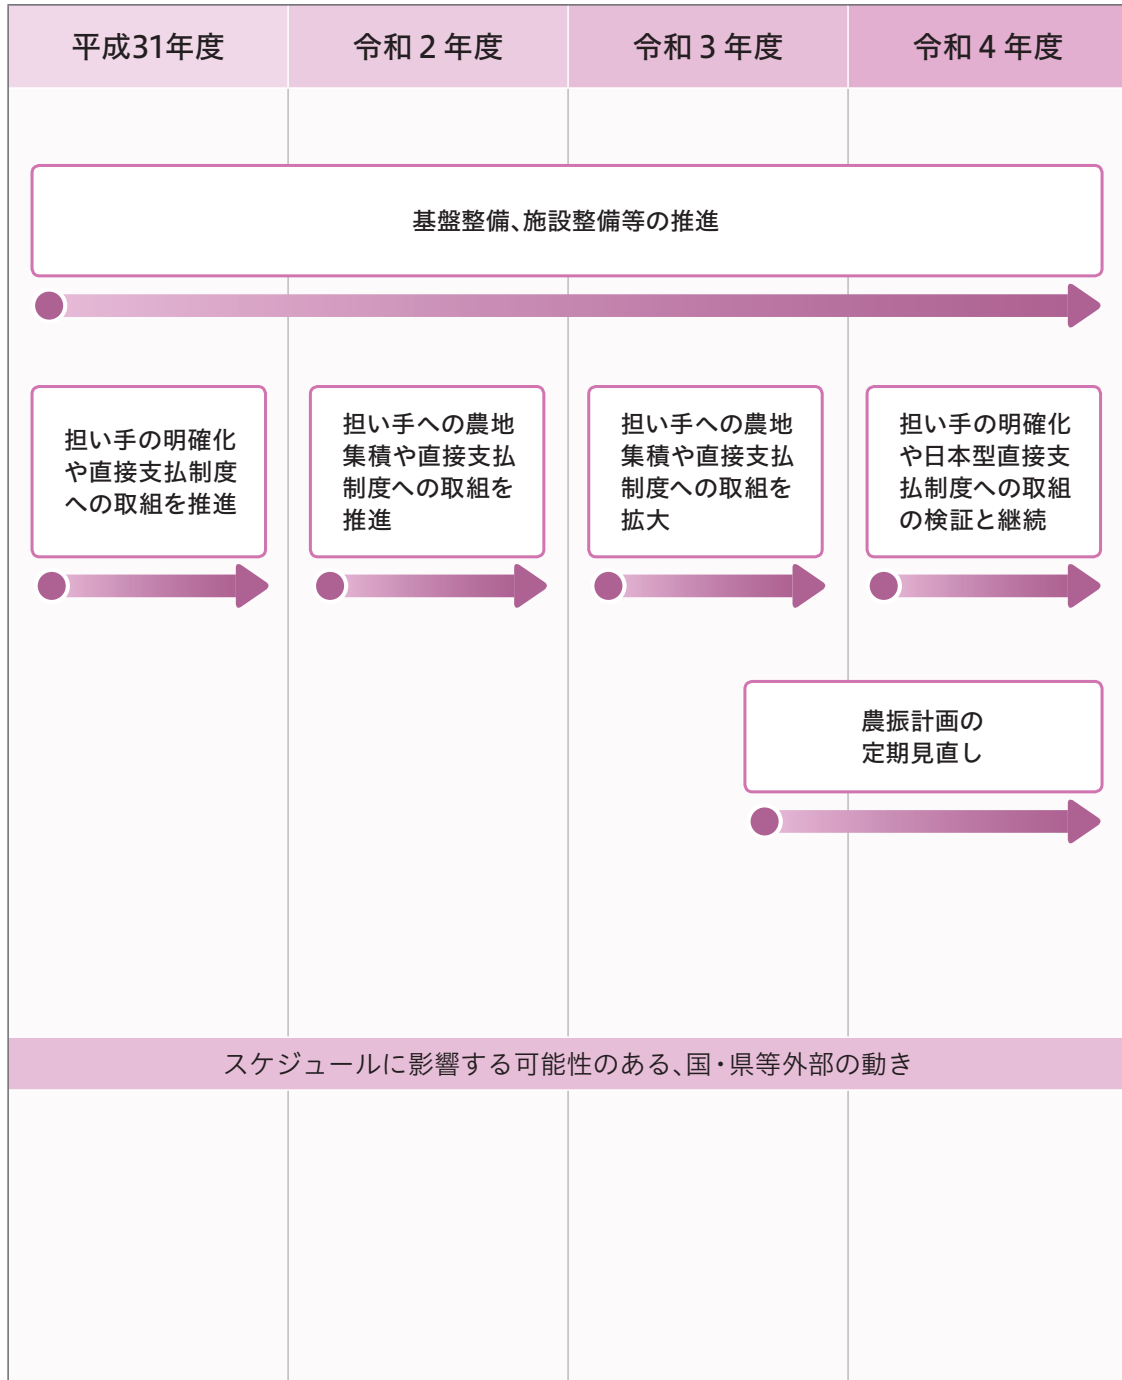 平成31年度
令和2年度
令和3年度
令和4年度
基盤整備、施設整備等の推進
担い手の明確化
や直接支払制度
への取組を推進
担い手への農地
集積や直接支払
制度への取組を
推進
担い手への農地
集積や直接支払
制度への取組を
拡大
担い手の明確化
や日本型直接支
払制度への取組
の検証と継続
農振計画の
定期見直し
スケジュールに影響する可能性のある、国・県等外部の動き